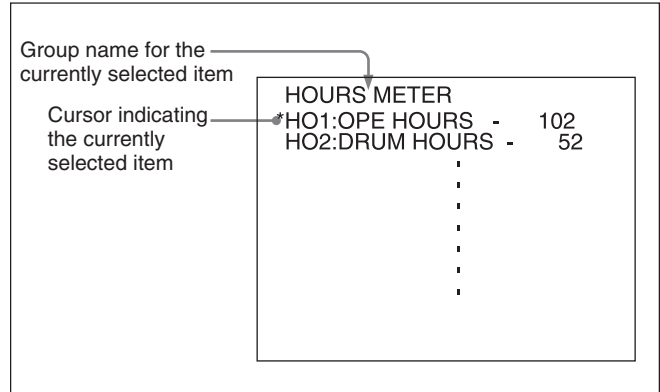 Group name for the
currently selected item
Cursor indicating
the currently
selected item
HOURS METER
*HO1:OPE HOURS - 102
HO2:DRUM HOURS - 52